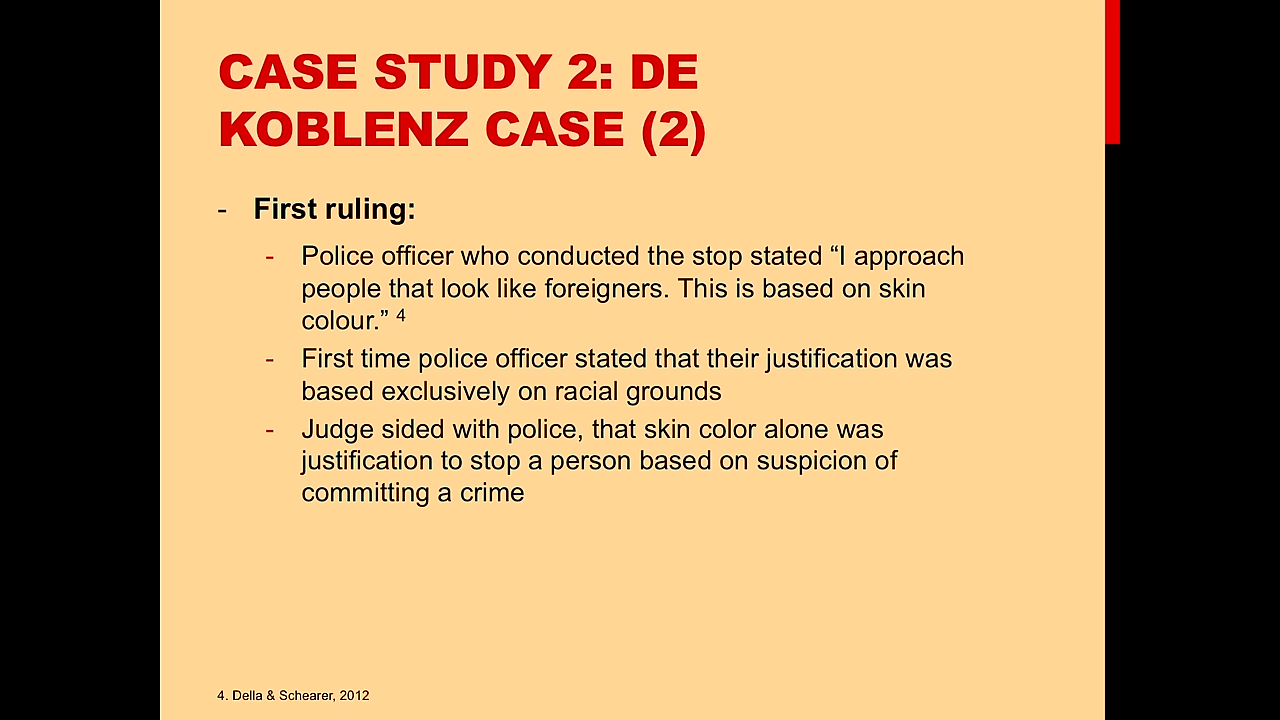 CASE STUDY 2: DE
KOBLENZ CASE (2)
- First ruling:
- Police officer who conducted the stop stated “I approach
people that look like foreigners. This is based on skin
colour.” 4
- First time police officer stated that their justification was
based exclusively on racial grounds
- Judge sided with police, that skin color alone was
justification to stop a person based on suspicion of
committing a crime
4. Della & Schearer, 2012